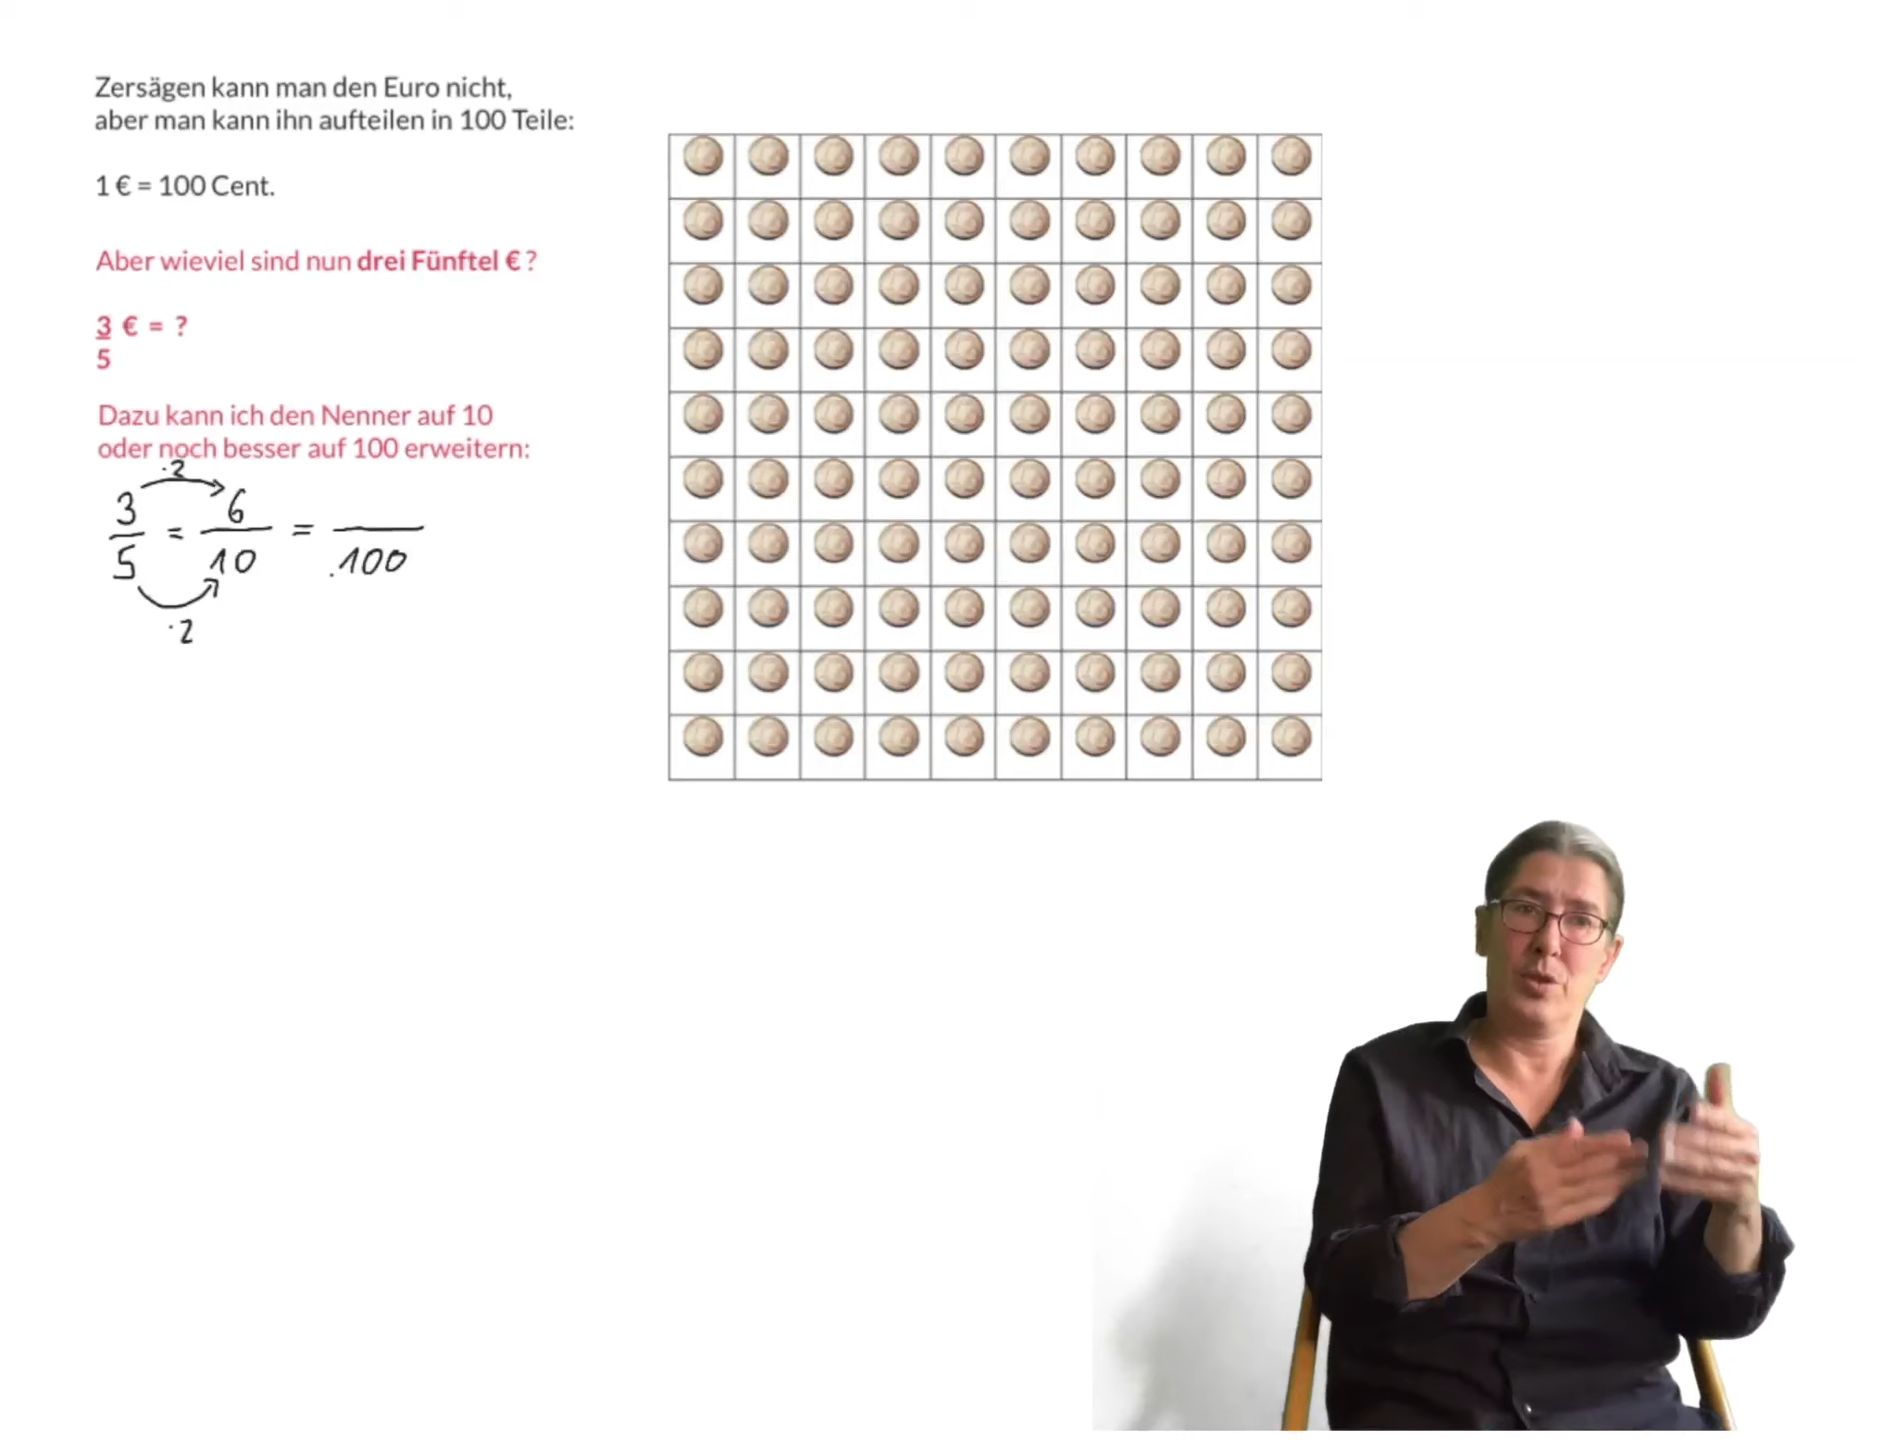 Zersägen kann man den Euro nicht,
aber man kann ihn aufteilen in 100 Teile:
1 € = 100 Cent.
Aber wieviel sind nun drei Fünftel € ?
3 € = ?
5
Dazu kann ich den Nenner auf 10
oder noch besser auf 100 erweitern:
·2
3 6
= =
5 10 .100
·2